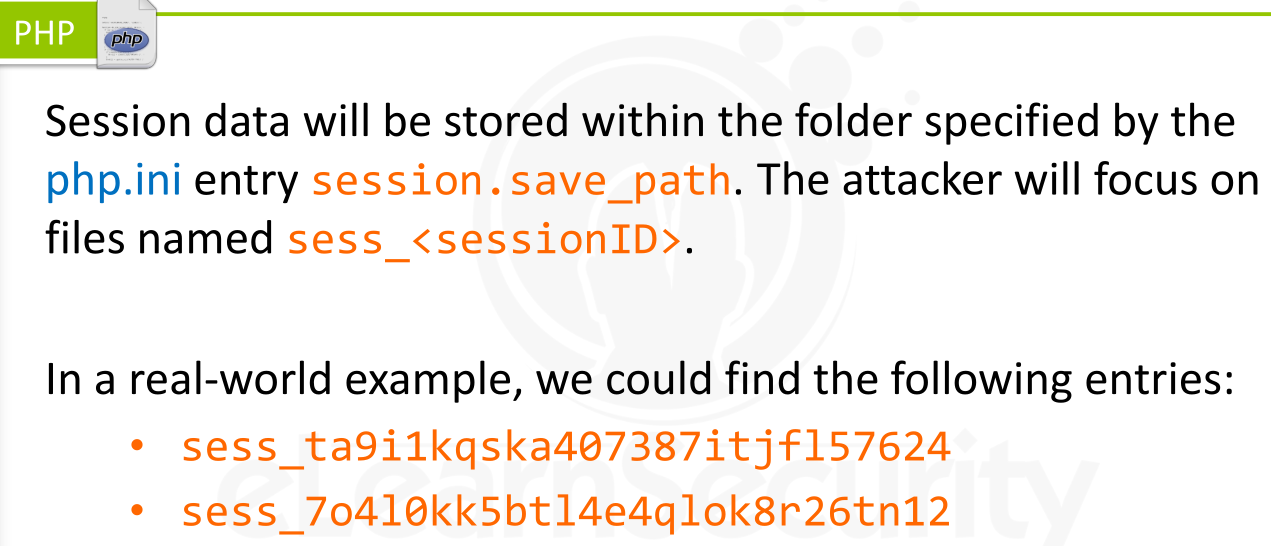 PHP
php
Session data will be stored within the folder specified by the
php.ini entry session.save_path. The attacker will focus on
files named sess_<sessionID>.
In a real-world example, we could find the following entries:
• sess_ta9i1kqska407387itjfl57624
• sess_7o4l0kk5btl4e4qlok8r26tn12
eLearnSecurity